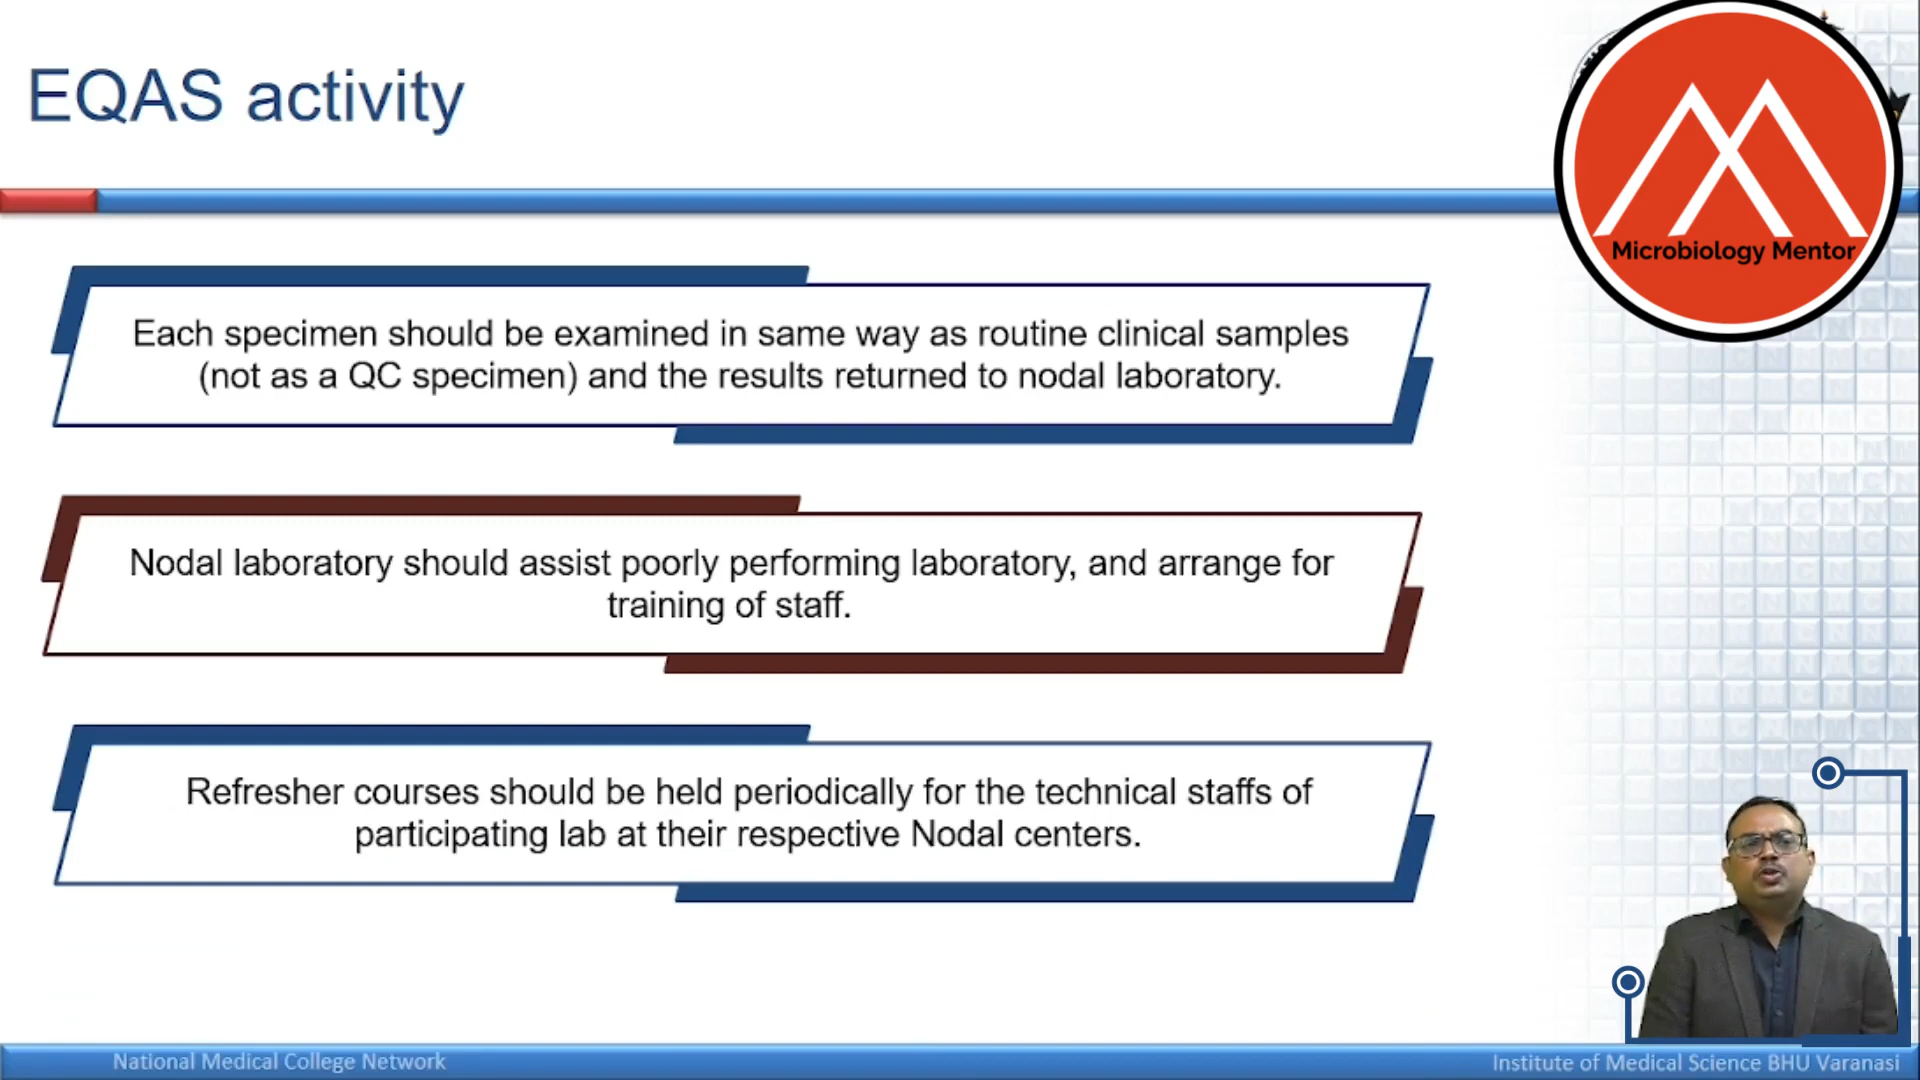 EQAS activity
Microbiology Mentor
Each specimen should be examined in same way as routine clinical samples
(not as a QC specimen) and the results returned to nodal laboratory.
Nodal laboratory should assist poorly performing laboratory, and arrange for
training of staff.
Refresher courses should be held periodically for the technical staffs of
participating lab at their respective Nodal centers.
National Medical College Network
Institute of Medical Science BHU Varanasi